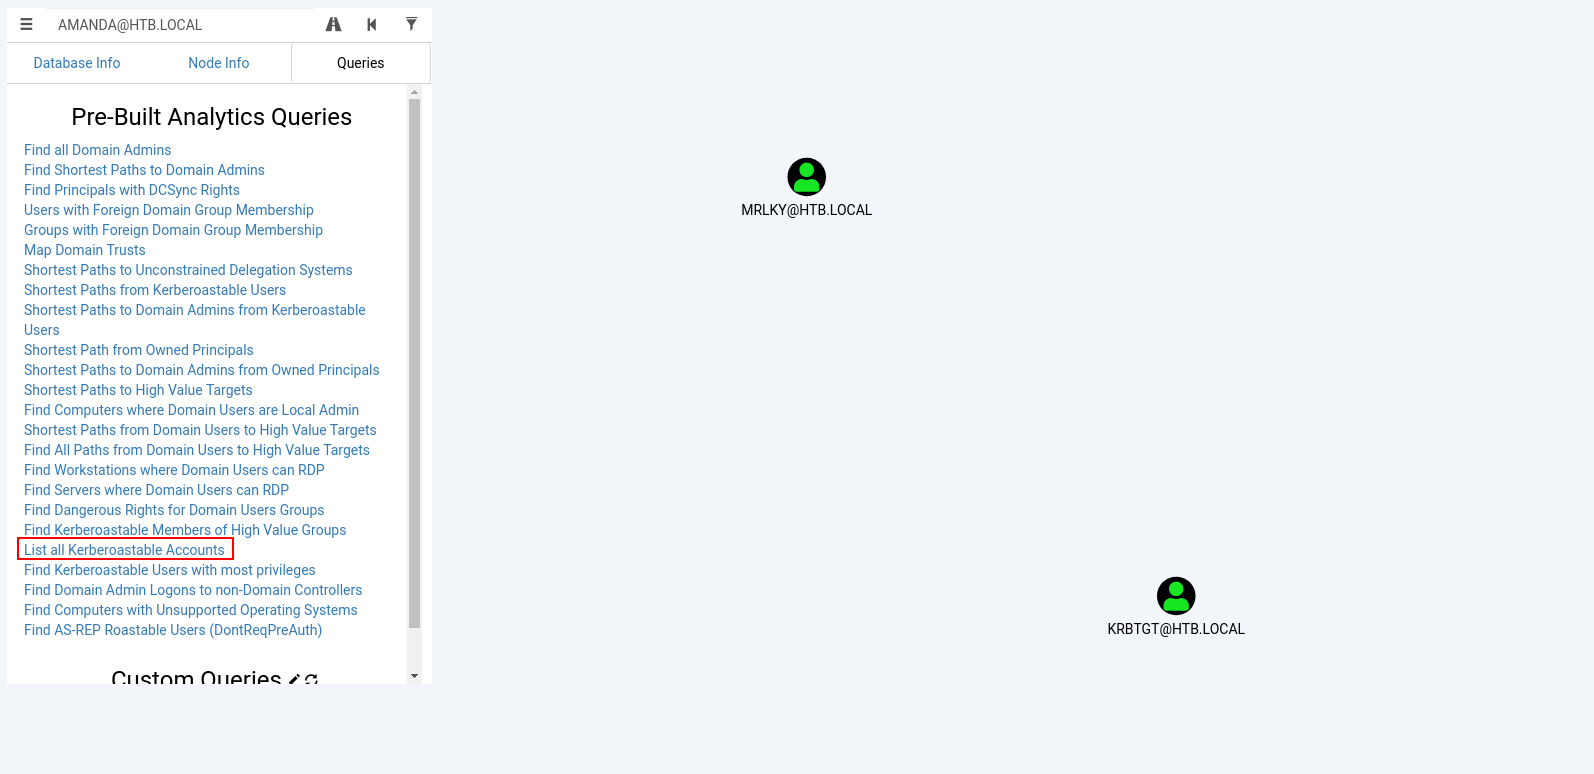 AMANDA@HTB.LOCAL
Database Info
Node Info
Queries
Pre-Built Analytics Queries
Find all Domain Admins
Find Shortest Paths to Domain Admins
Find Principals with DCSync Rights
Users with Foreign Domain Group Membership
Groups with Foreign Domain Group Membership
Map Domain Trusts
Shortest Paths to Unconstrained Delegation Systems
Shortest Paths from Kerberoastable Users
Shortest Paths to Domain Admins from Kerberoastable
Users
Shortest Path from Owned Principals
Shortest Paths to Domain Admins from Owned Principals
Shortest Paths to High Value Targets
Find Computers where Domain Users are Local Admin
Shortest Paths from Domain Users to High Value Targets
Find All Paths from Domain Users to High Value Targets
Find Workstations where Domain Users can RDP
Find Servers where Domain Users can RDP
Find Dangerous Rights for Domain Users Groups
Find Kerberoastable Members of High Value Groups
List all Kerberoastable Accounts
Find Kerberoastable Users with most privileges
Find Domain Admin Logons to non-Domain Controllers
Find Computers with Unsupported Operating Systems
Find AS-REP Roastable Users (DontReqPreAuth)
Custom Queries
MRLKY@HTB.LOCAL
KRBTGT@HTB.LOCAL